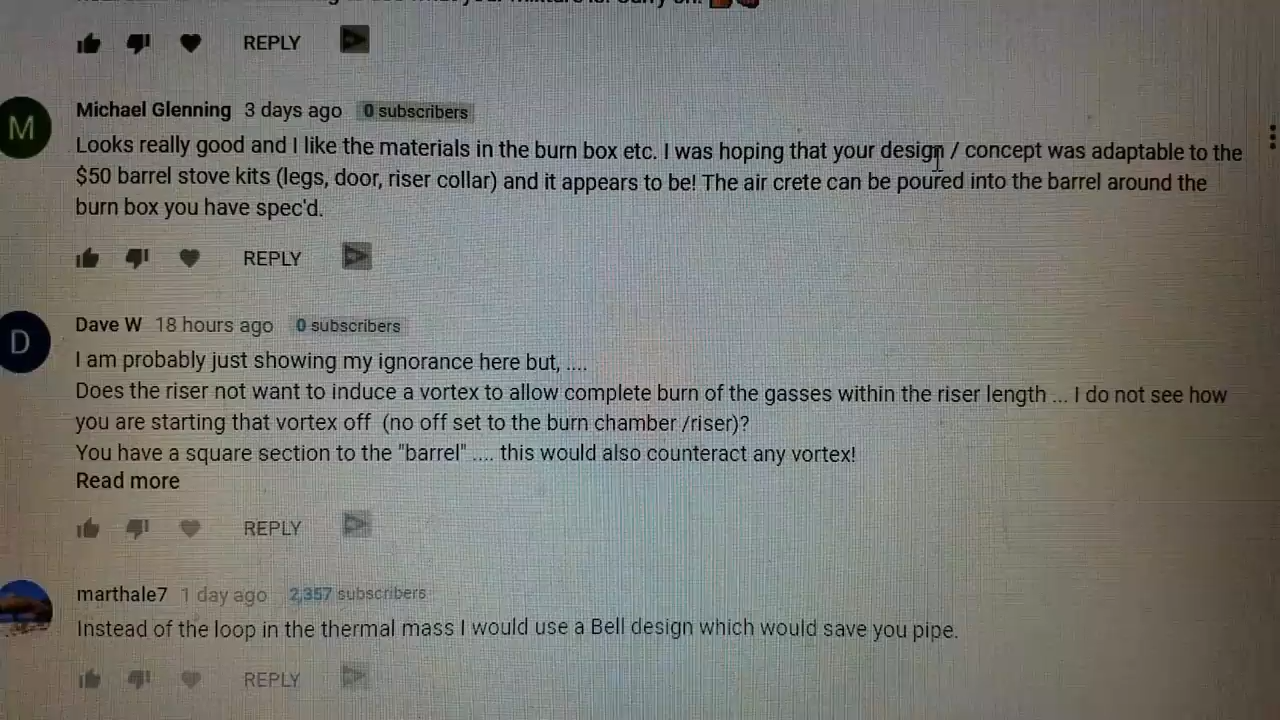 REPLY
M
Michael Glenning 3 days ago 0 subscribers
Looks really good and I like the materials in the burn box etc. I was hoping that your design / concept was adaptable to the
$50 barrel stove kits (legs, door, riser collar) and it appears to be! The air crete can be poured into the barrel around the
burn box you have spec'd.
REPLY
D
Dave W 18 hours ago 0 subscribers
I am probably just showing my ignorance here but, ....
Does the riser not want to induce a vortex to allow complete burn of the gasses within the riser length ... I do not see how
you are starting that vortex off (no off set to the burn chamber /riser)?
You have a square section to the "barrel" .... this would also counteract any vortex!
Read more
REPLY
marthale7 1 day ago 2,357 subscribers
Instead of the loop in the thermal mass I would use a Bell design which would save you pipe.
REPLY